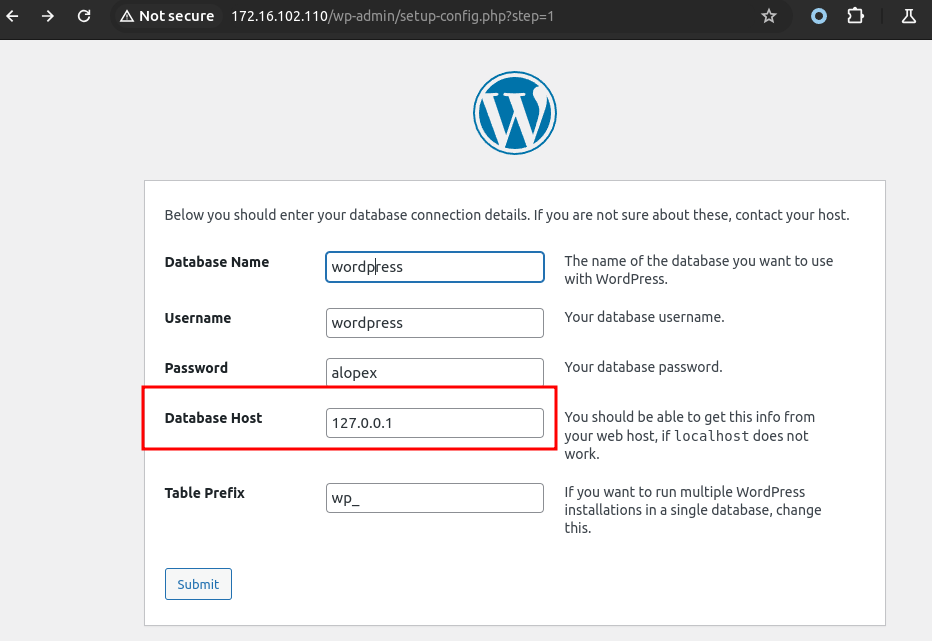 Not secure 172.16.102.110/wp-admin/setup-config.php?step=1
Below you should enter your database connection details. If you are not sure about these, contact your host.
Database Name
wordpress
The name of the database you want to use
with WordPress.
Username
wordpress
Your database username.
Password
alopex
Your database password.
Database Host
127.0.0.1
You should be able to get this info from
your web host, if localhost does not
work.
Table Prefix
wp_
If you want to run multiple WordPress
installations in a single database, change
this.
Submit